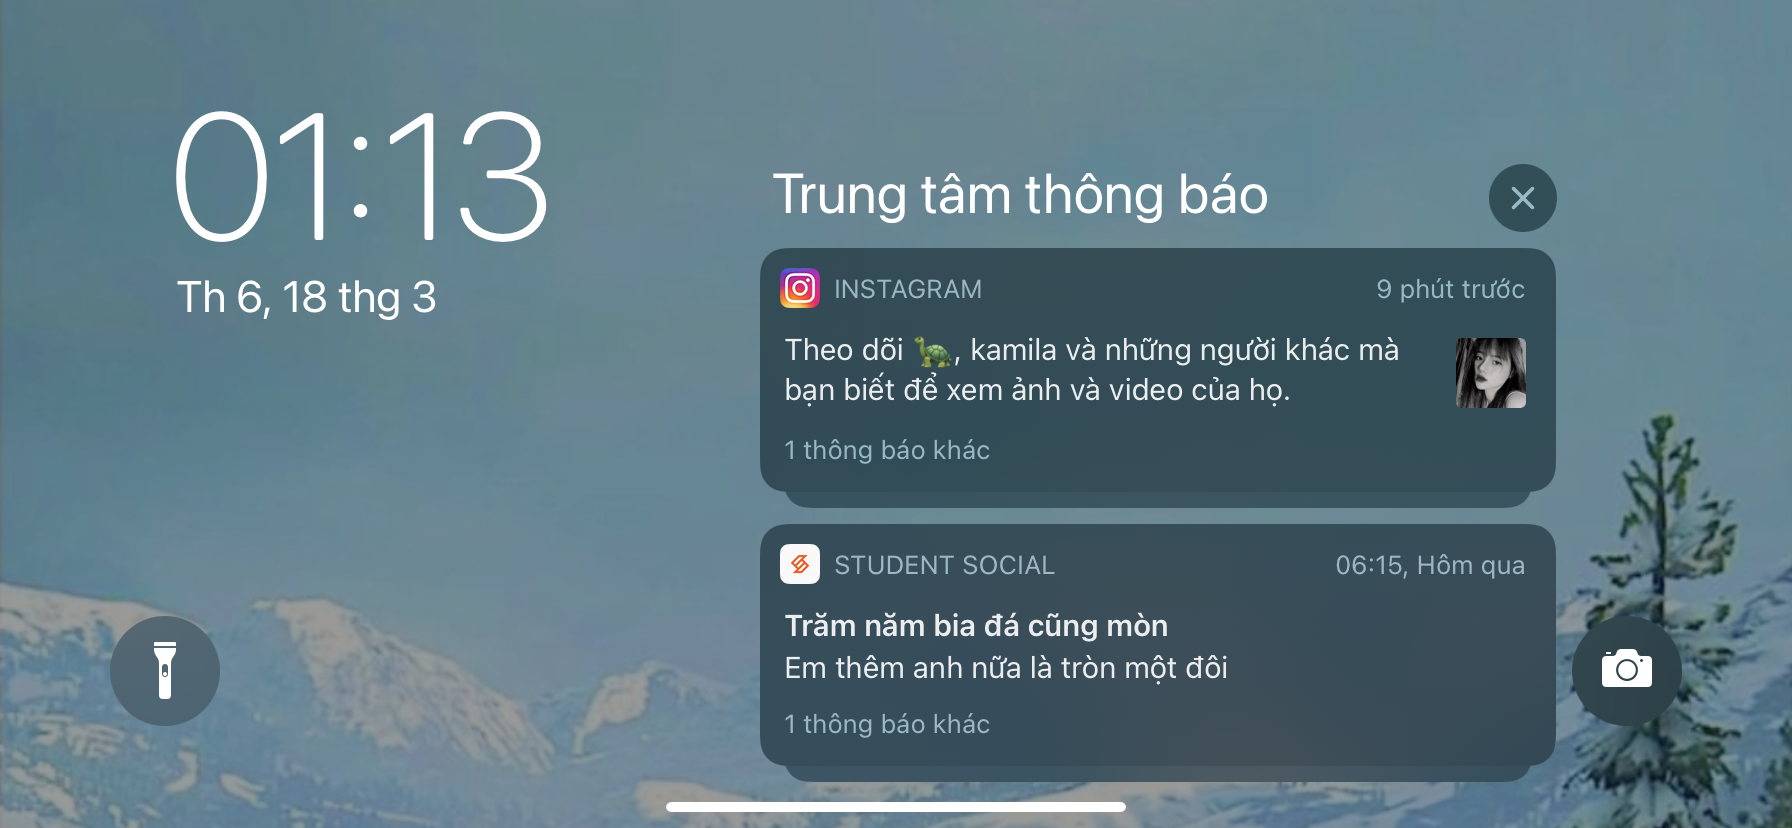 01:13
Th 6, 18 thg 3
Trung tâm thông báo
INSTAGRAM
9 phút trước
Theo dõi 🐢, kamila và những người khác mà
bạn biết để xem ảnh và video của họ.
1 thông báo khác
STUDENT SOCIAL
06:15, Hôm qua
Trăm năm bia đá cũng mòn
Em thêm anh nữa là tròn một đôi
1 thông báo khác